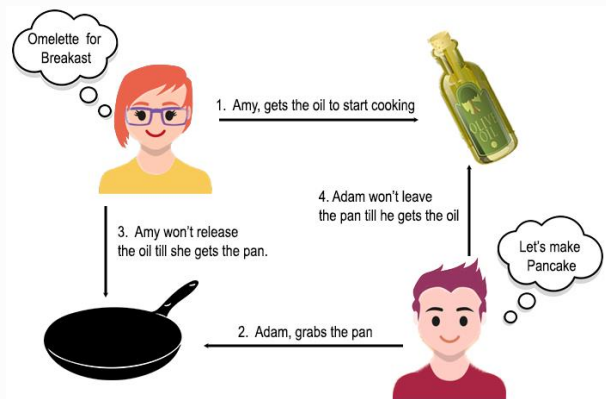 Omelette for
Breakast
1. Amy, gets the oil to start cooking
OLIVE
OIL
3. Amy won't release
the oil till she gets the pan.
4. Adam won't leave
the pan till he gets the oil
Let's make
Pancake
2. Adam, grabs the pan